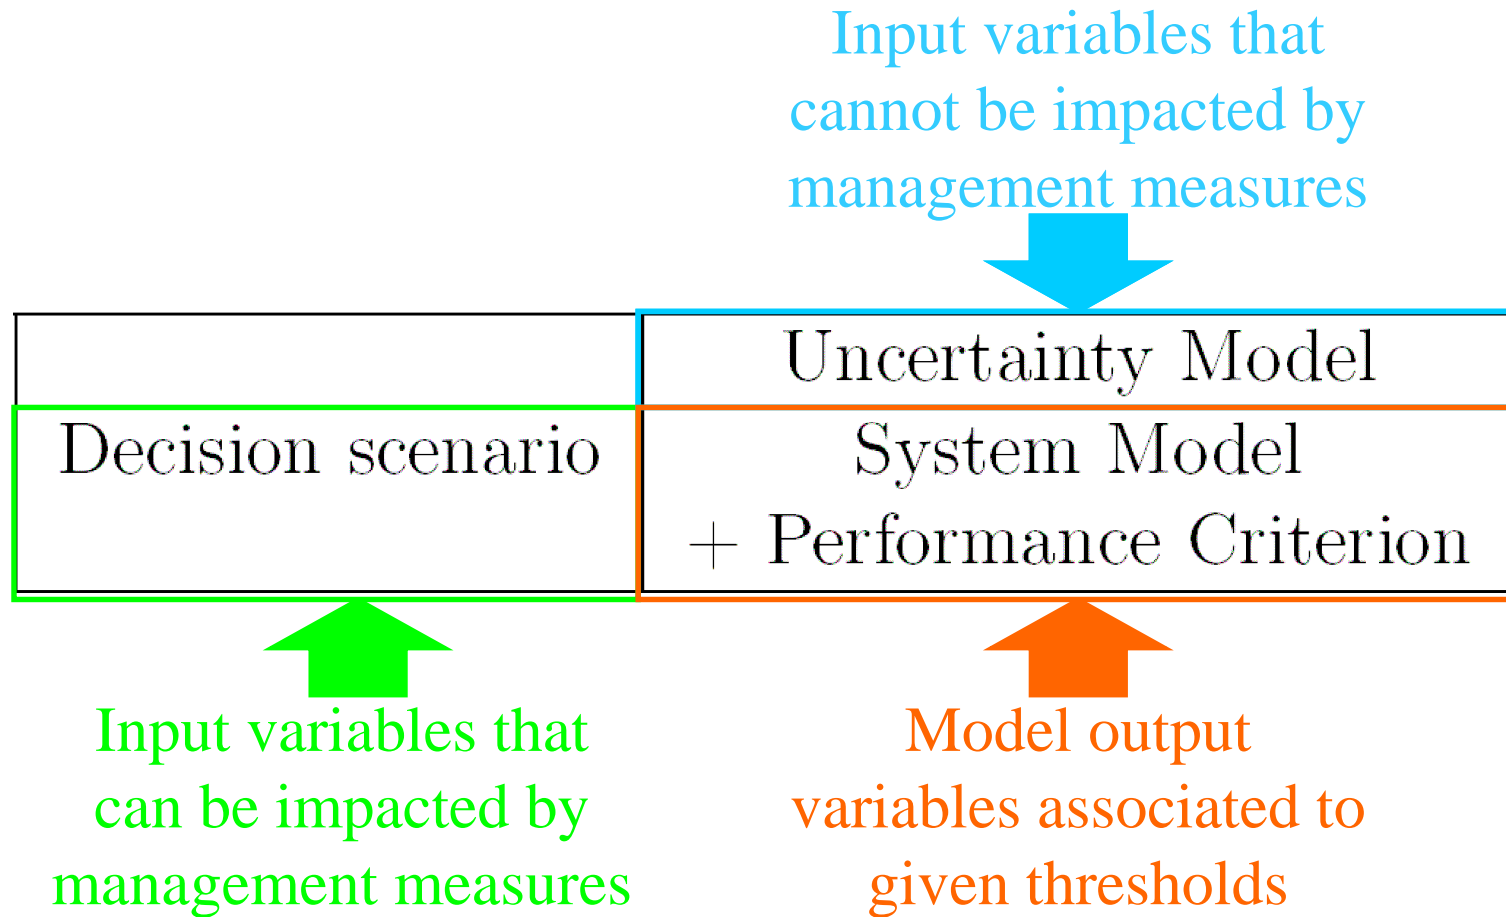 Input variables that
cannot be impacted by
management measures
Uncertainty Model
Decision scenario
System Model
+ Performance Criterion
Input variables that
can be impacted by
management measures
Model output
variables associated to
given thresholds